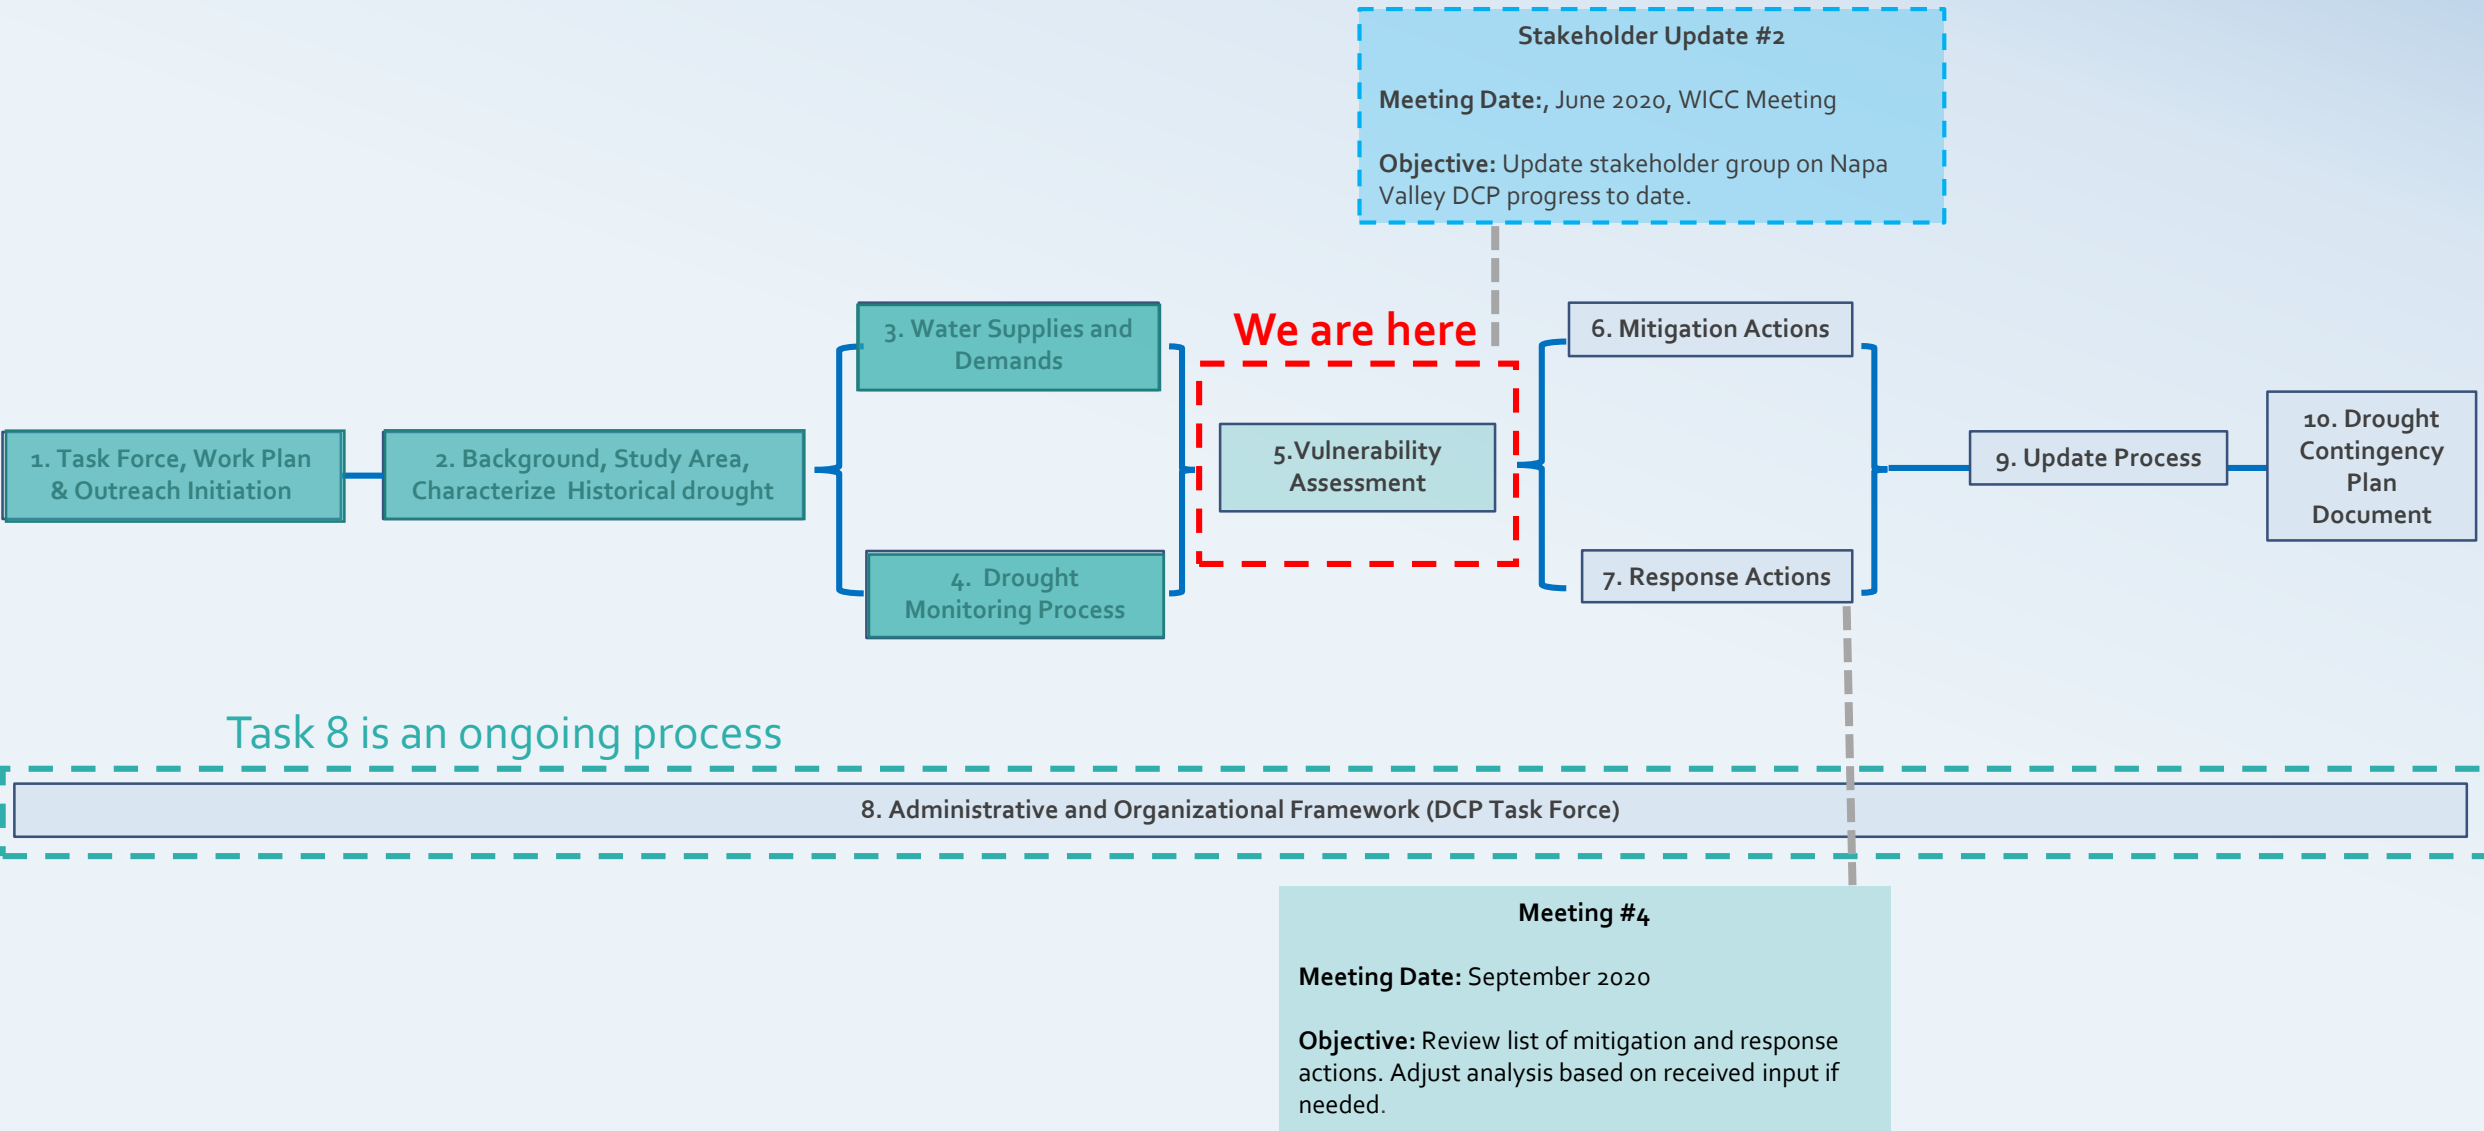 Stakeholder Update #2
Meeting Date:, June 2020, WICC Meeting
Objective: Update stakeholder group on Napa
Valley DCP progress to date.
1. Task Force, Work Plan
& Outreach Initiation
2. Background, Study Area,
Characterize  Historical drought
3. Water Supplies and
Demands
4.  Drought
Monitoring Process
We are here
5.Vulnerability
Assessment
6. Mitigation Actions
7. Response Actions
9. Update Process
10. Drought
Contingency
Plan
Document
Task 8 is an ongoing process
8. Administrative and Organizational Framework (DCP Task Force)
Meeting #4
Meeting Date: September 2020
Objective: Review list of mitigation and response
actions. Adjust analysis based on received input if
needed.